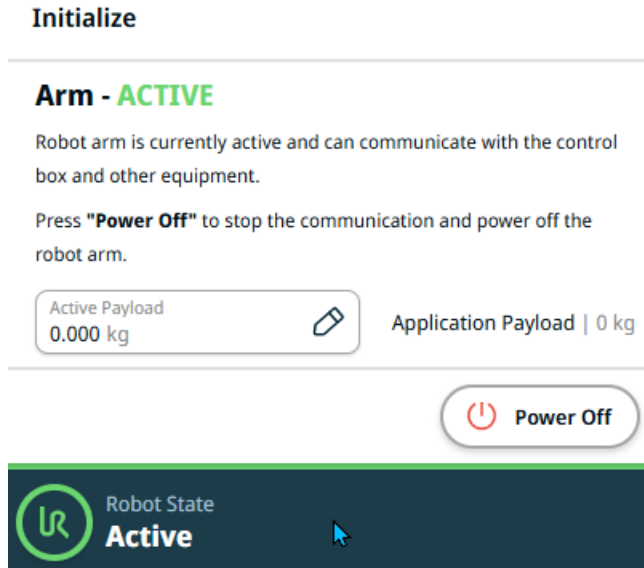 Initialize
Arm - ACTIVE
Robot arm is currently active and can communicate with the control
box and other equipment.
Press "Power Off" to stop the communication and power off the
robot arm.
Active Payload
0.000 kg
Application Payload | 0 kg
Power Off
UR
Robot State
Active